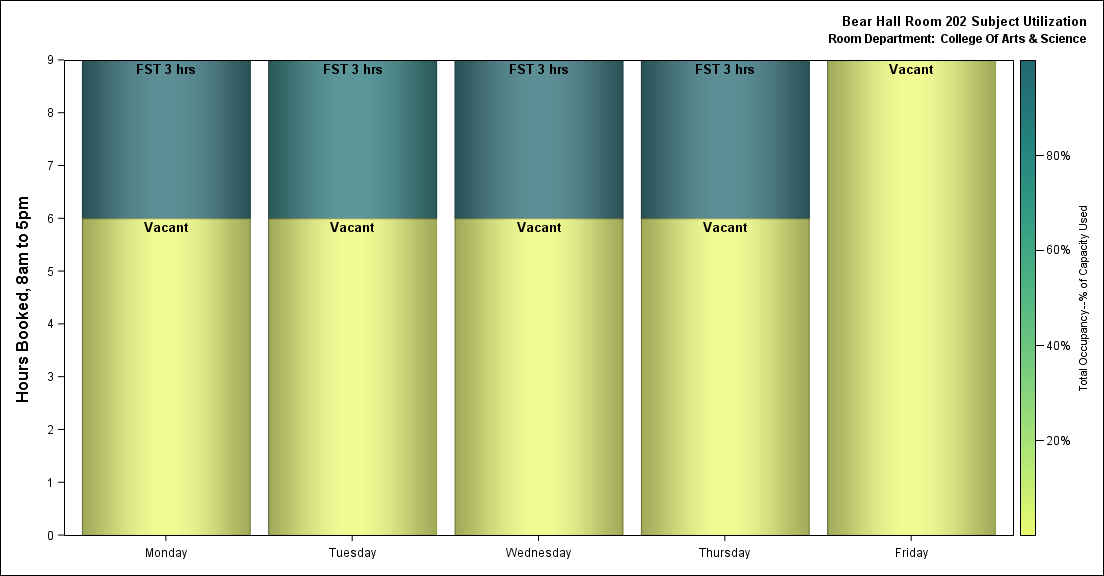 Bear Hall Room 202 Subject Utilization
Room Department: College Of Arts & Science
Hours Booked, 8am to 5pm
9
8
7
6
5
4
3
2
1
0
FST 3 hrs
FST 3 hrs
FST 3 hrs
FST 3 hrs
Vacant
Vacant
Vacant
Vacant
Vacant
Monday
Tuesday
Wednesday
Thursday
Friday
80%
60%
40%
20%
Total Occupancy--% of Capacity Used